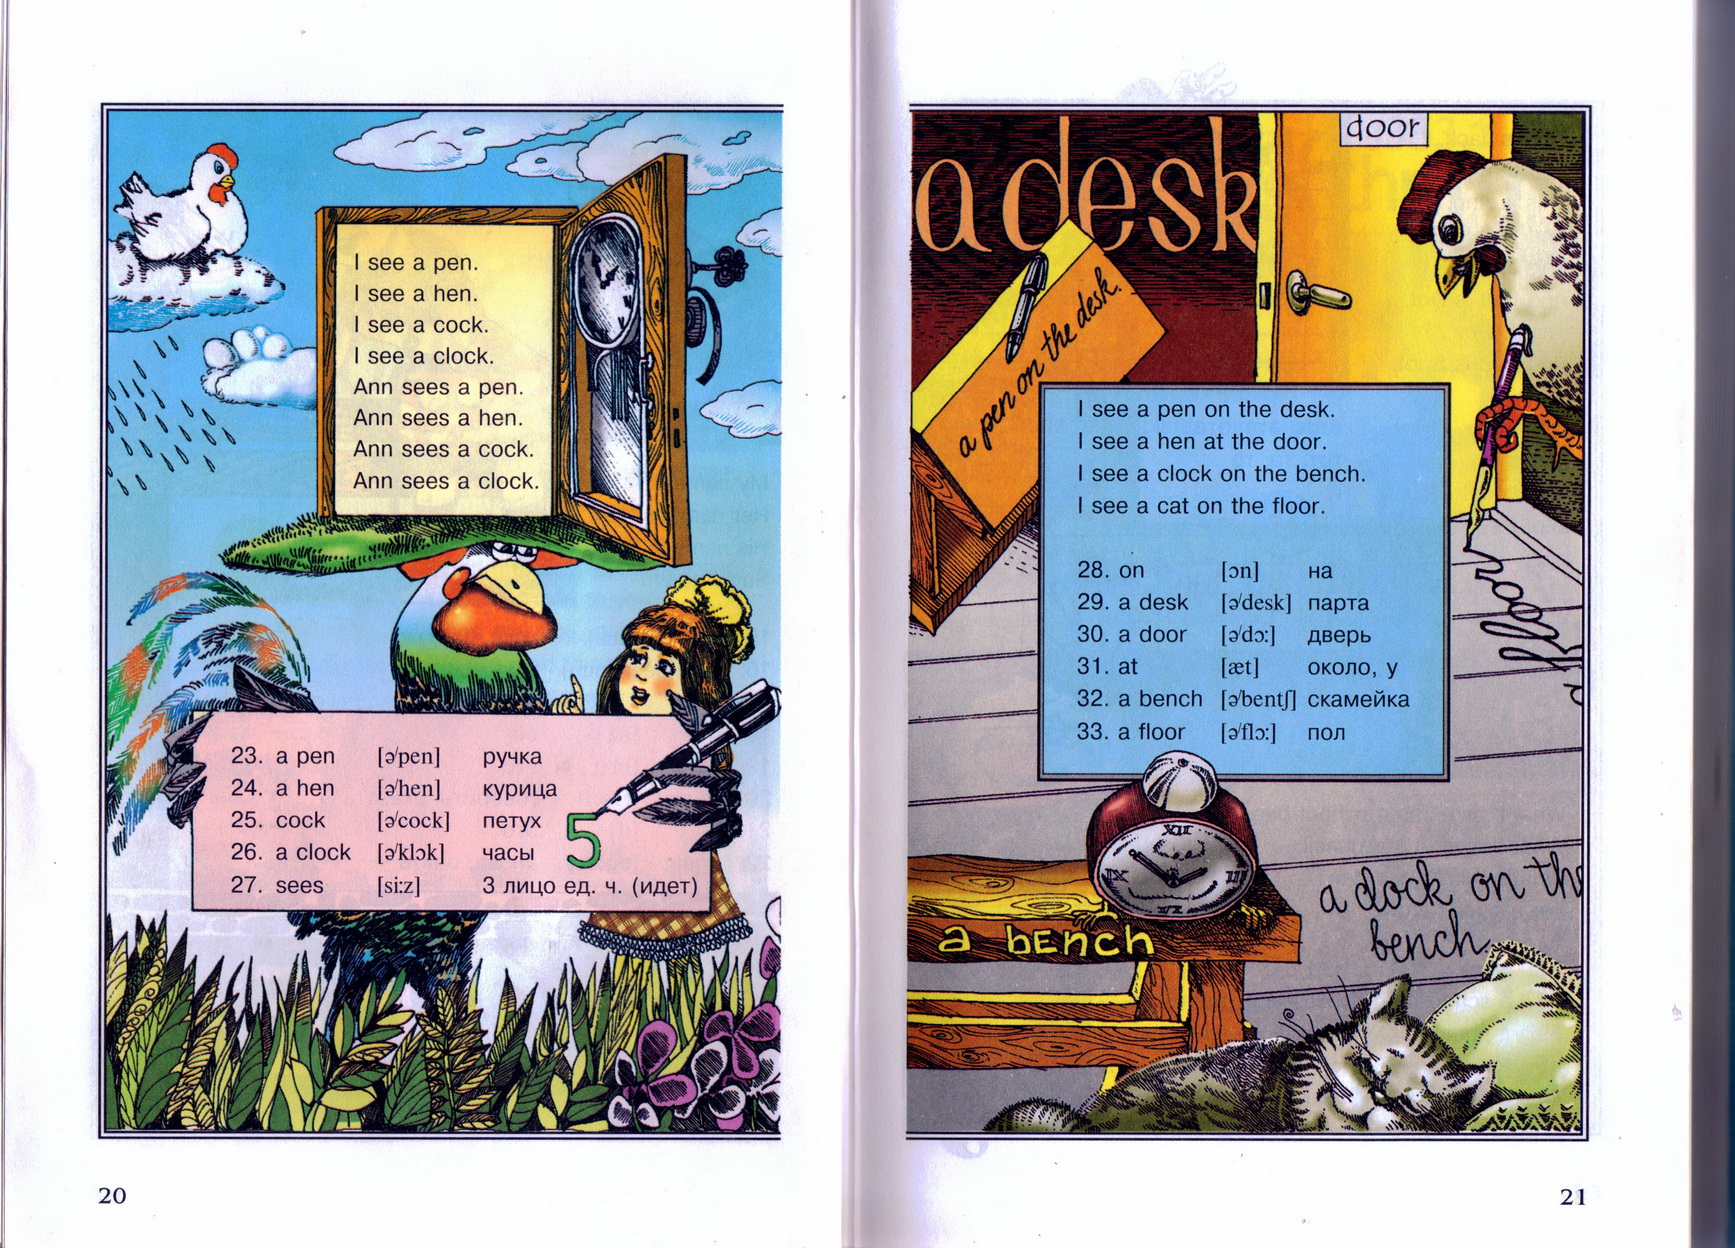 I see a pen.
I see a hen.
I see a cock.
I see a clock.
Ann sees a pen.
Ann sees a hen.
Ann sees a cock.
Ann sees a clock.
23. a pen [ə′pen] ручка
24. a hen [ə′hen] курица
25. cock [ə′cock] петух
26. a clock [ə′klɔk] часы
27. sees [si:z] 3 лицо ед. ч. (идет)
5
20
a desk
door
a pen on the desk.
I see a pen on the desk.
I see a hen at the door.
I see a clock on the bench.
I see a cat on the floor.
28. on [ɔn] на
29. a desk [ə′desk] парта
30. a door [ə′dɔ:] дверь
31. at [æt] около, у
32. a bench [ə′bentʃ] скамейка
33. a floor [ə′flɔ:] пол
a floor
XII
IX III
VI
a bench
a clock on the
bench
21